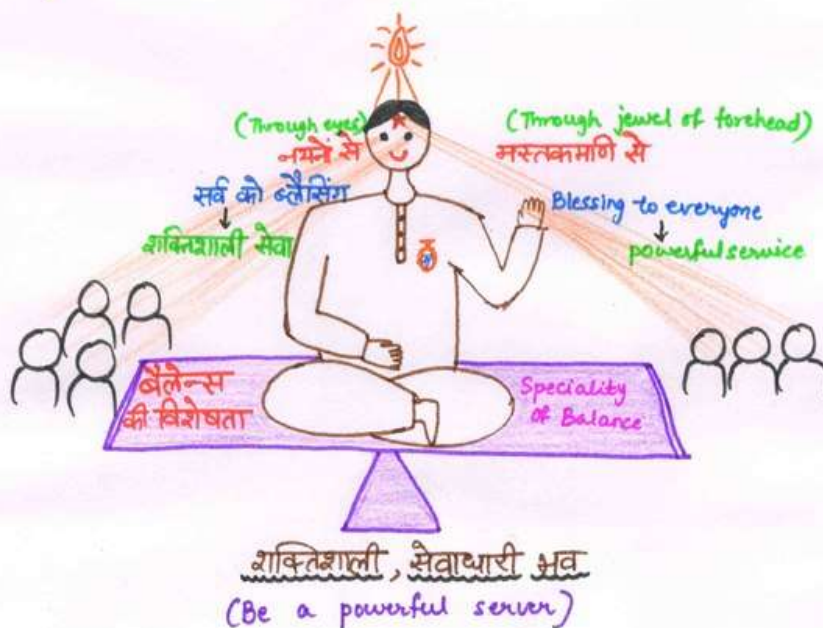 (Through eyes)
नयनों से
सर्व को ब्लैसिंग
शक्तिशाली सेवा
(Through jewel of forehead)
मस्तकमणि से
Blessing to everyone
powerful service
बैलेन्स
की विशेषता
Speciality
of Balance
शक्तिशाली, सेवाधारी भव
(Be a powerful server)